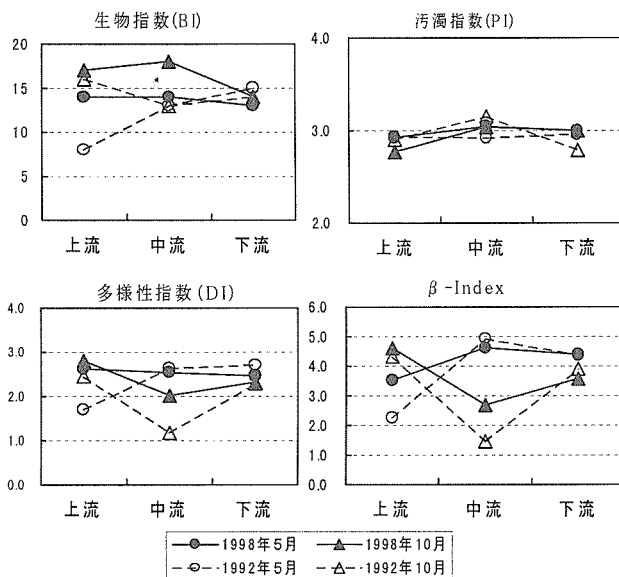 生物指数(BI)
20
15
10
5
0
上流 中流 下流
汚濁指数(PI)
4.0
3.0
2.0
上流 中流 下流
多様性指数(DI)
4.0
3.0
2.0
1.0
0.0
上流 中流 下流
β-Index
6.0
5.0
4.0
3.0
2.0
1.0
0.0
上流 中流 下流
1998年5月 1998年10月
1992年5月 1992年10月